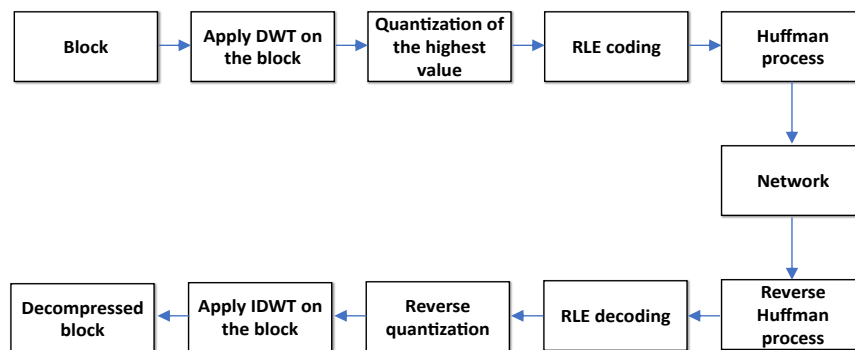 Block
Apply DWT on
the block
Quantization of
the highest
value
RLE coding
Huffman
process
Network
Decompressed
block
Apply IDWT on
the block
Reverse
quantization
RLE decoding
Reverse
Huffman
process